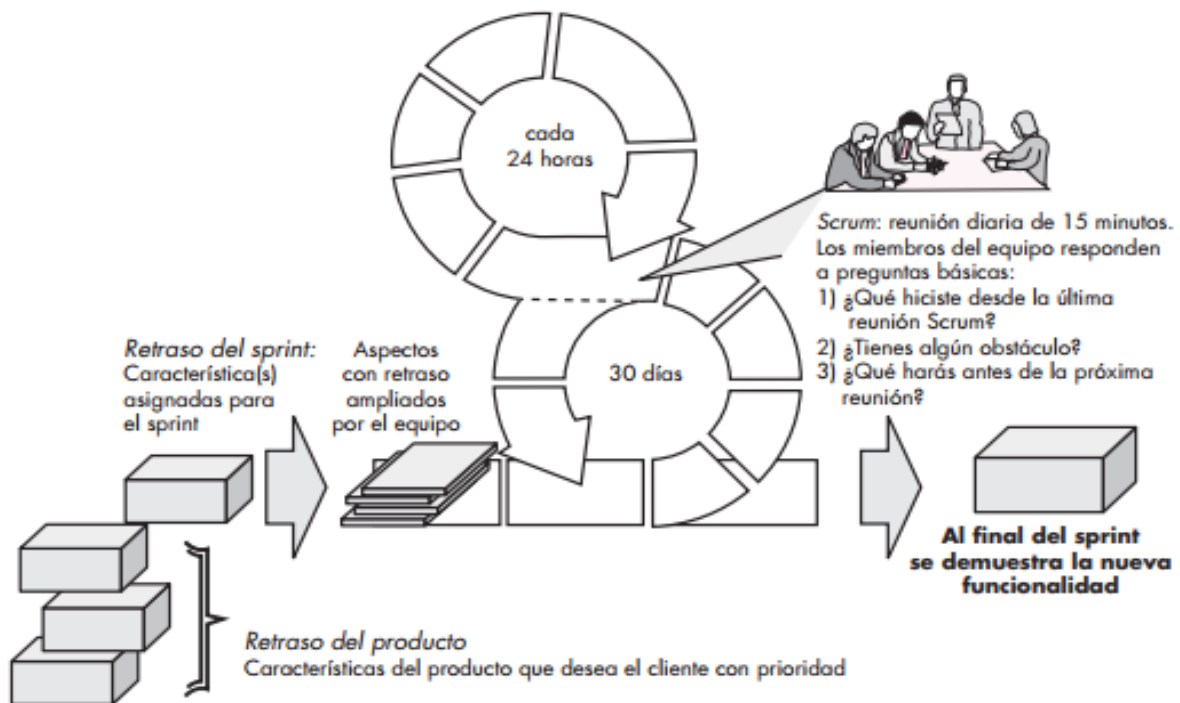 cada
24 horas
Scrum: reunión diaria de 15 minutos.
Los miembros del equipo responden
a preguntas básicas:
1) ¿Qué hiciste desde la última
reunión Scrum?
2) ¿Tienes algún obstáculo?
3) ¿Qué harás antes de la próxima
reunión?
Retraso del sprint:
Característica(s)
asignadas para
el sprint
Aspectos
con retraso
ampliados
por el equipo
30 días
Al final del sprint
se demuestra la nueva
funcionalidad
Retraso del producto
Características del producto que desea el cliente con prioridad